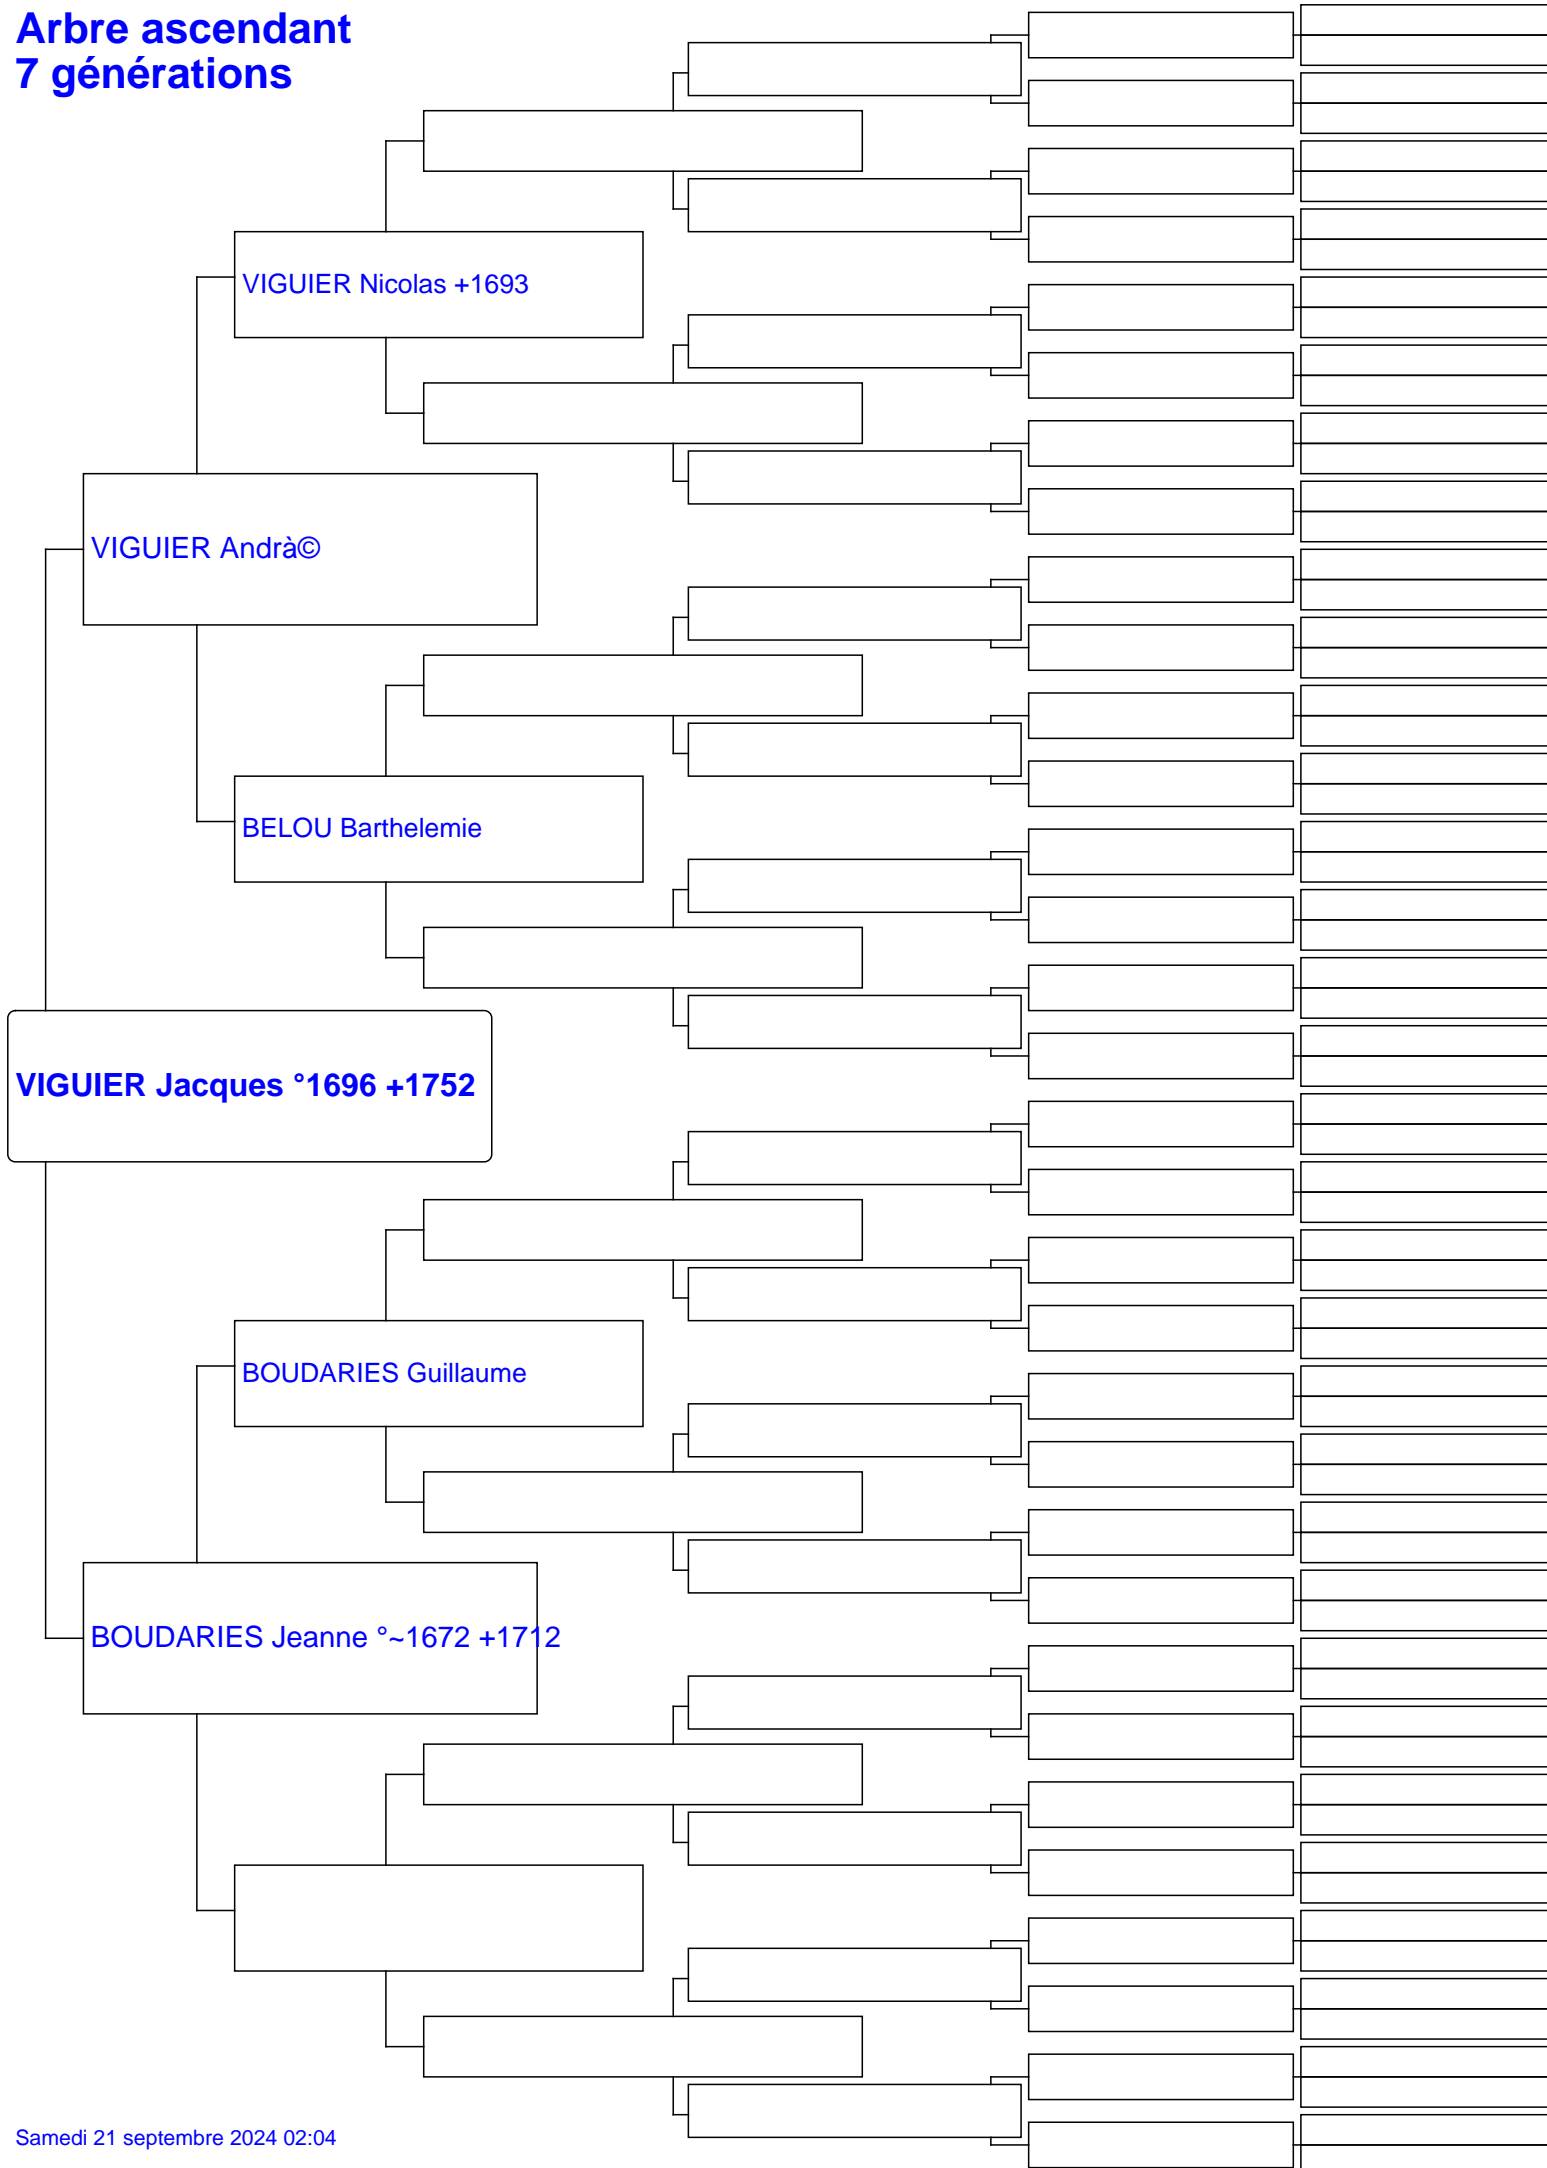 Arbre ascendant
7 générations
VIGUIER Nicolas +1693
VIGUIER Andrà©
BELOU Barthelemie
VIGUIER Jacques °1696 +1752
BOUDARIES Guillaume
BOUDARIES Jeanne °~1672 +1712
Samedi 21 septembre 2024 02:04